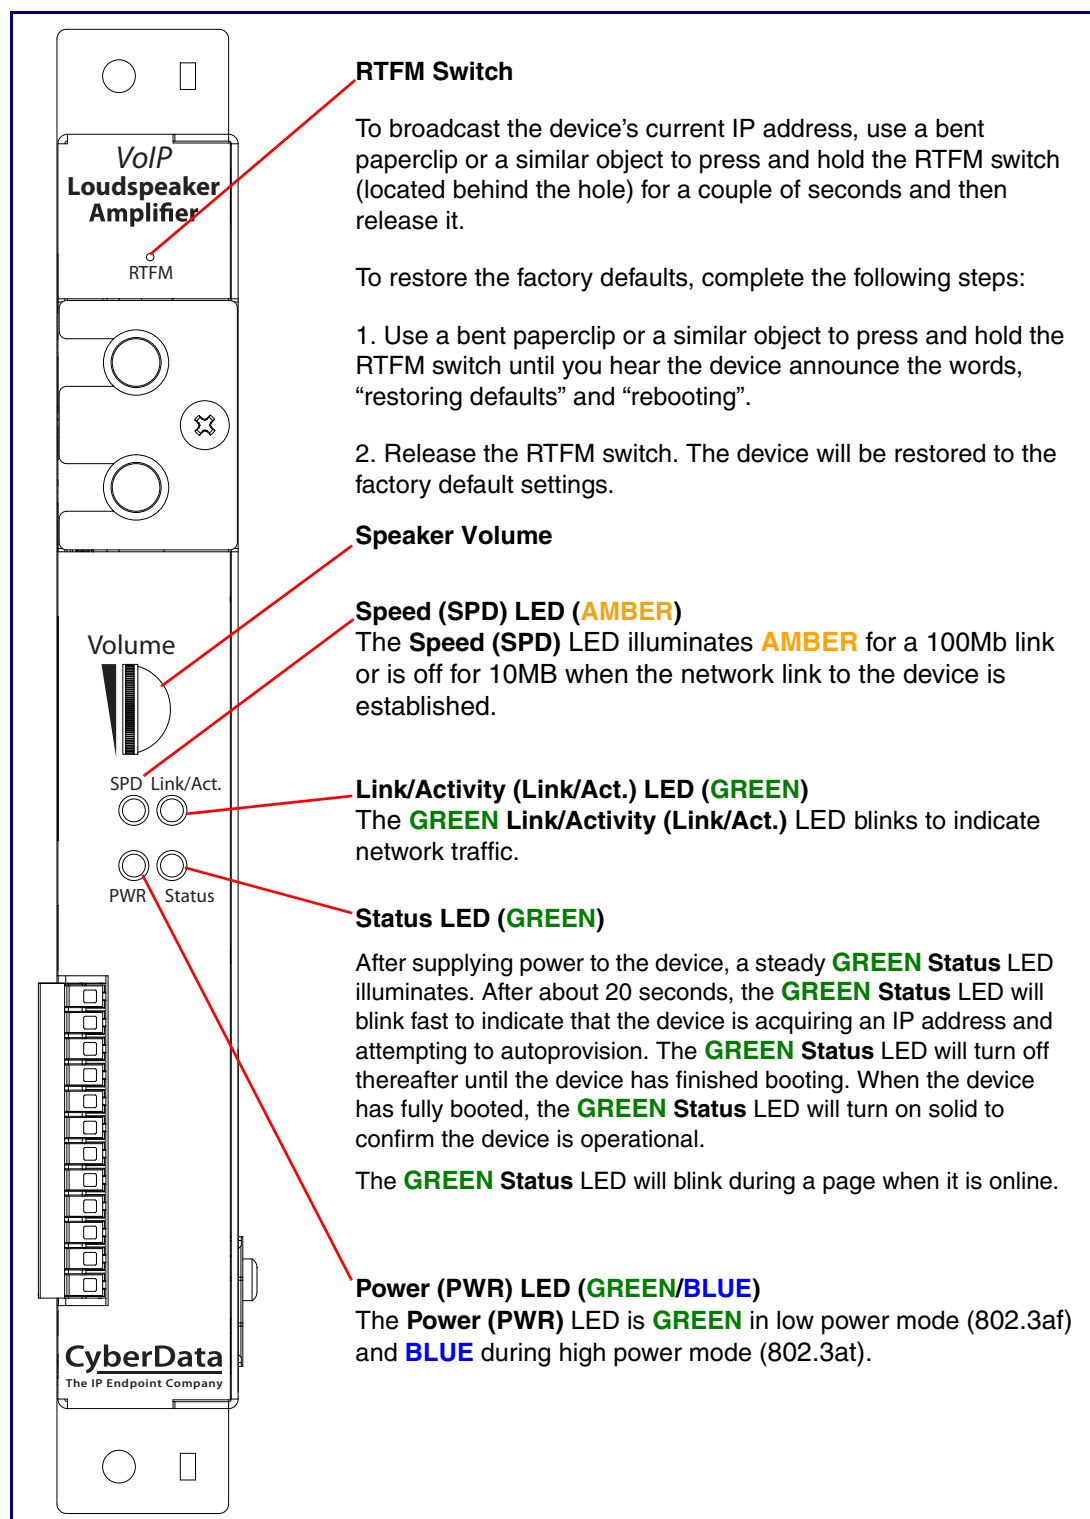 VoIP
Loudspeaker
Amplifier
RTFM
Volume
SPD Link/Act.
PWR Status
CyberData
The IP Endpoint Company
RTFM Switch
To broadcast the device’s current IP address, use a bent
paperclip or a similar object to press and hold the RTFM switch
(located behind the hole) for a couple of seconds and then
release it.
To restore the factory defaults, complete the following steps:
1. Use a bent paperclip or a similar object to press and hold the
RTFM switch until you hear the device announce the words,
“restoring defaults” and “rebooting”.
2. Release the RTFM switch. The device will be restored to the
factory default settings.
Speaker Volume
Speed (SPD) LED (AMBER)
The Speed (SPD) LED illuminates AMBER for a 100Mb link
or is off for 10MB when the network link to the device is
established.
Link/Activity (Link/Act.) LED (GREEN)
The GREEN Link/Activity (Link/Act.) LED blinks to indicate
network traffic.
Status LED (GREEN)
After supplying power to the device, a steady GREEN Status LED
illuminates. After about 20 seconds, the GREEN Status LED will
blink fast to indicate that the device is acquiring an IP address and
attempting to autoprovision. The GREEN Status LED will turn off
thereafter until the device has finished booting. When the device
has fully booted, the GREEN Status LED will turn on solid to
confirm the device is operational.
The GREEN Status LED will blink during a page when it is online.
Power (PWR) LED (GREEN/BLUE)
The Power (PWR) LED is GREEN in low power mode (802.3af)
and BLUE during high power mode (802.3at).